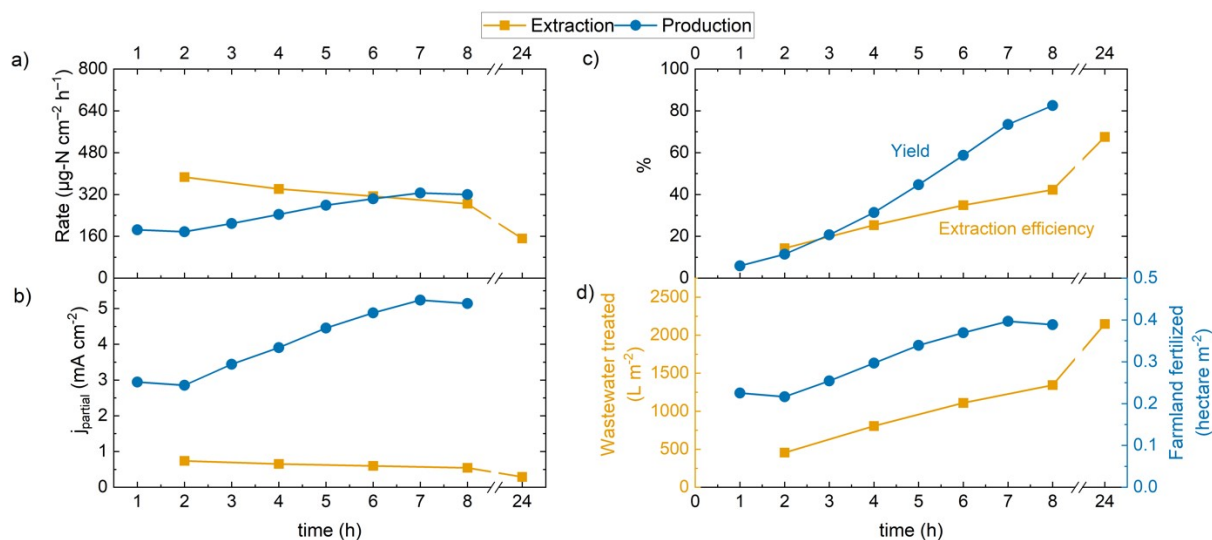 Extraction Production
a)
1 2 3 4 5 6 7 8 24
800
640
480
320
160
0
Rate (µg-N cm⁻² h⁻¹)
b)
5
4
3
2
1
0
j_partial (mA cm⁻²)
1 2 3 4 5 6 7 8 24
time (h)
c)
0 1 2 3 4 5 6 7 8 24
100
80
60
40
20
0
%
Yield
Extraction efficiency
d)
2500
2000
1500
1000
500
0
Wastewater treated
(L m⁻²)
0.5
0.4
0.3
0.2
0.1
0.0
Farmland fertilized
(hectare m⁻²)
0 1 2 3 4 5 6 7 8 24
time (h)